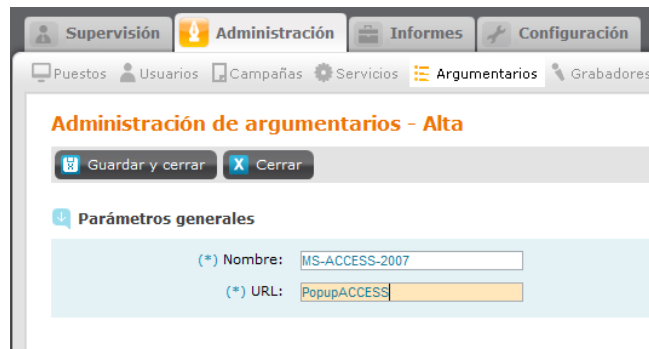 Supervisión Administración Informes Configuración
Puestos Usuarios Campañas Servicios Argumentarios Grabadores
Administración de argumentarios - Alta
Guardar y cerrar X Cerrar
Parámetros generales
(*) Nombre: MS-ACCESS-2007
(*) URL: PopupACCESS